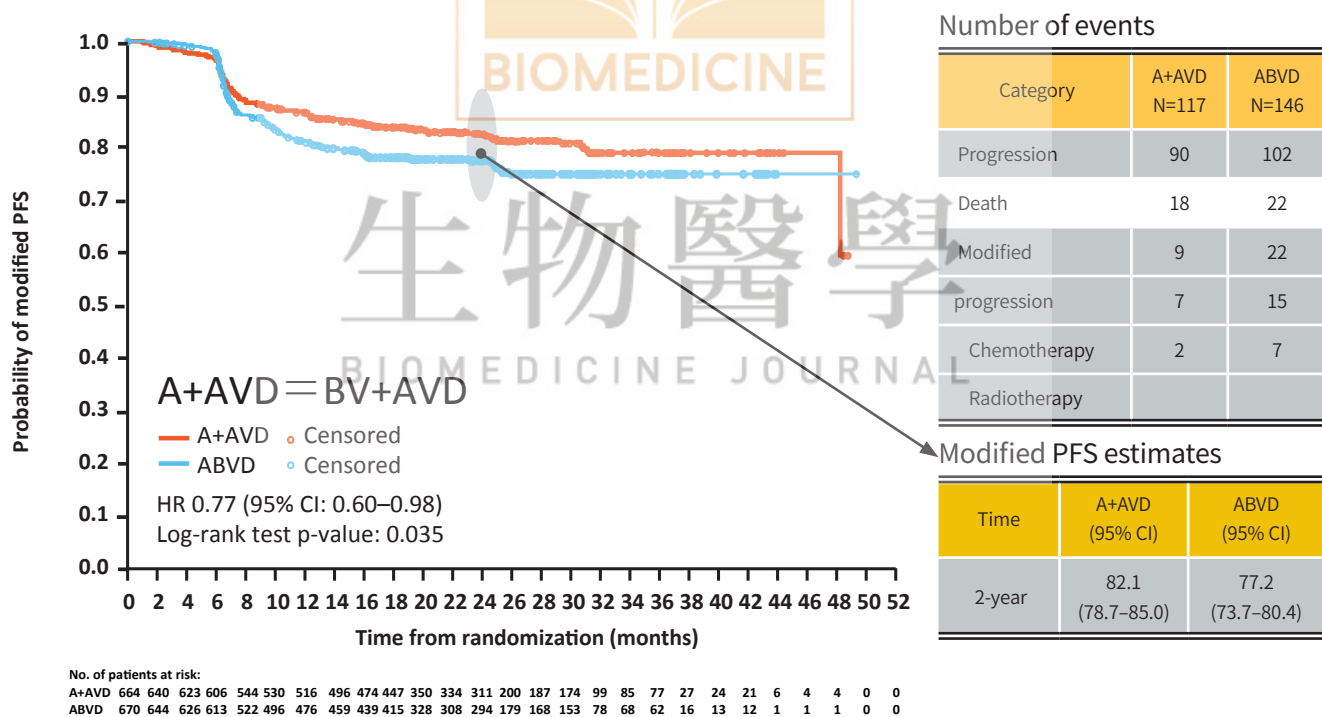 BIOMEDICINE
生物醫學
BIOMEDICINE JOURNAL
Probability of modified PFS
1.0
0.9
0.8
0.7
0.6
0.5
0.4
0.3
0.2
0.1
0.0
A+AVD = BV+AVD
A+AVD Censored
ABVD Censored
HR 0.77 (95% CI: 0.60–0.98)
Log-rank test p-value: 0.035
0 2 4 6 8 10 12 14 16 18 20 22 24 26 28 30 32 34 36 38 40 42 44 46 48 50 52
Time from randomization (months)
No. of patients at risk:
A+AVD 664 640 623 606 544 530 516 496 474 447 350 334 311 200 187 174 99 85 77 27 24 21 6 4 4 0 0
ABVD 670 644 626 613 522 496 476 459 439 415 328 308 294 179 168 153 78 68 62 16 13 12 1 1 1 0 0
Number of events
Category A+AVD N=117 ABVD N=146
Progression 90 102
Death 18 22
Modified 9 22
progression 7 15
Chemotherapy 2 7
Radiotherapy
Modified PFS estimates
Time A+AVD (95% CI) ABVD (95% CI)
2-year 82.1 (78.7–85.0) 77.2 (73.7–80.4)